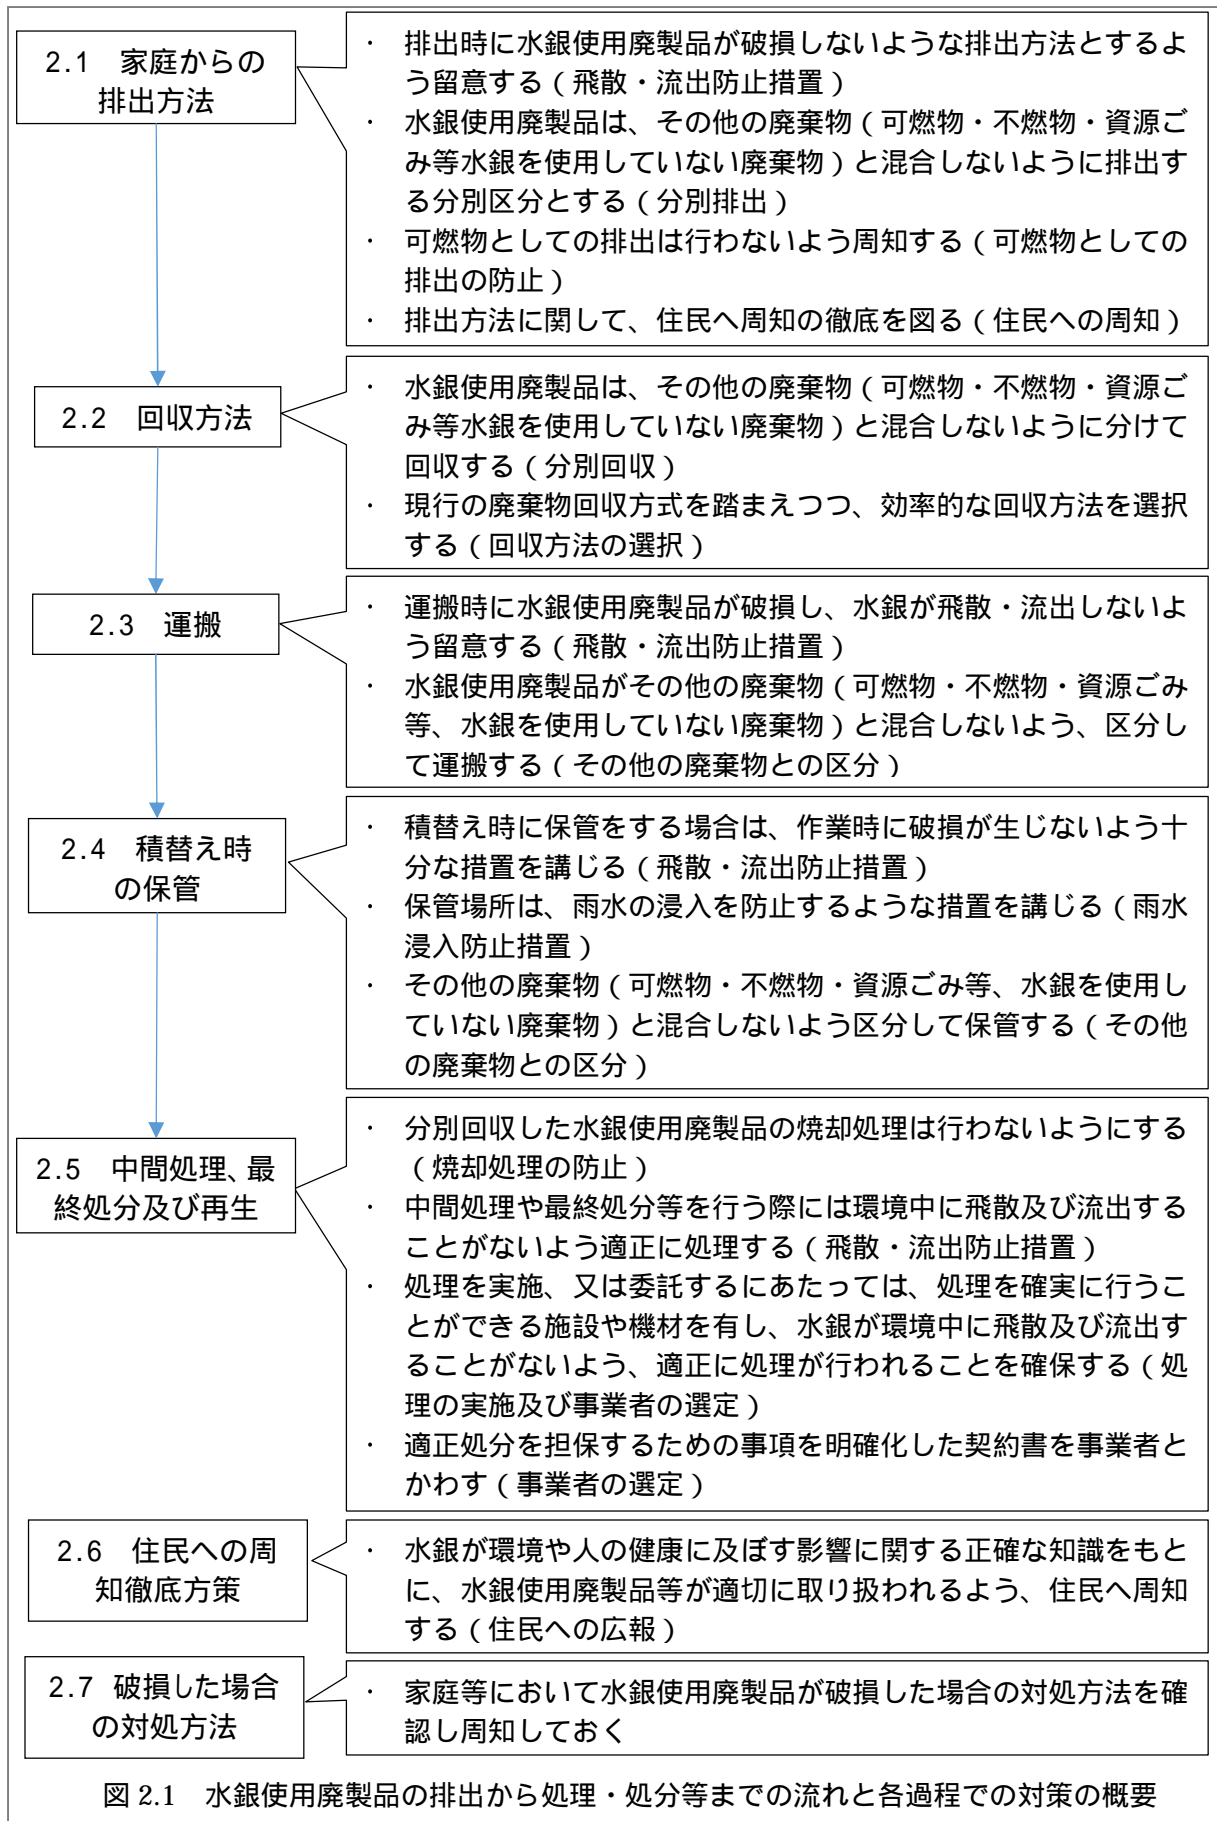 2.1　家庭からの
排出方法
・ 排出時に水銀使用廃製品が破損しないような排出方法とするよ
う留意する（飛散・流出防止措置）
・ 水銀使用廃製品は、その他の廃棄物（可燃物・不燃物・資源ご
み等水銀を使用していない廃棄物）と混合しないように排出す
る分別区分とする（分別排出）
・ 可燃物としての排出は行わないよう周知する（可燃物としての
排出の防止）
・ 排出方法に関して、住民へ周知の徹底を図る（住民への周知）
2.2　回収方法
・ 水銀使用廃製品は、その他の廃棄物（可燃物・不燃物・資源ご
み等水銀を使用していない廃棄物）と混合しないように分けて
回収する（分別回収）
・ 現行の廃棄物回収方式を踏まえつつ、効率的な回収方法を選択
する（回収方法の選択）
2.3　運搬
・ 運搬時に水銀使用廃製品が破損し、水銀が飛散・流出しないよ
う留意する（飛散・流出防止措置）
・ 水銀使用廃製品がその他の廃棄物（可燃物・不燃物・資源ごみ
等、水銀を使用していない廃棄物）と混合しないよう、区分し
て運搬する（その他の廃棄物との区分）
2.4　積替え時
の保管
・ 積替え時に保管をする場合は、作業時に破損が生じないよう十
分な措置を講じる（飛散・流出防止措置）
・ 保管場所は、雨水の浸入を防止するような措置を講じる（雨水
浸入防止措置）
・ その他の廃棄物（可燃物・不燃物・資源ごみ等、水銀を使用し
ていない廃棄物）と混合しないよう区分して保管する（その他
の廃棄物との区分）
2.5　中間処理、最
終処分及び再生
・ 分別回収した水銀使用廃製品の焼却処理は行わないようにする
（焼却処理の防止）
・ 中間処理や最終処分等を行う際には環境中に飛散及び流出する
ことがないよう適正に処理する（飛散・流出防止措置）
・ 処理を実施、又は委託するにあたっては、処理を確実に行うこ
とができる施設や機材を有し、水銀が環境中に飛散及び流出す
ることがないよう、適正に処理が行われることを確保する（処
理の実施及び事業者の選定）
・ 適正処分を担保するための事項を明確化した契約書を事業者と
かわす（事業者の選定）
2.6　住民への周
知徹底方策
・ 水銀が環境や人の健康に及ぼす影響に関する正確な知識をもと
に、水銀使用廃製品等が適切に取り扱われるよう、住民へ周知
する（住民への広報）
2.7 破損した場合
の対処方法
・ 家庭等において水銀使用廃製品が破損した場合の対処方法を確
認し周知しておく
図 2.1　水銀使用廃製品の排出から処理・処分等までの流れと各過程での対策の概要